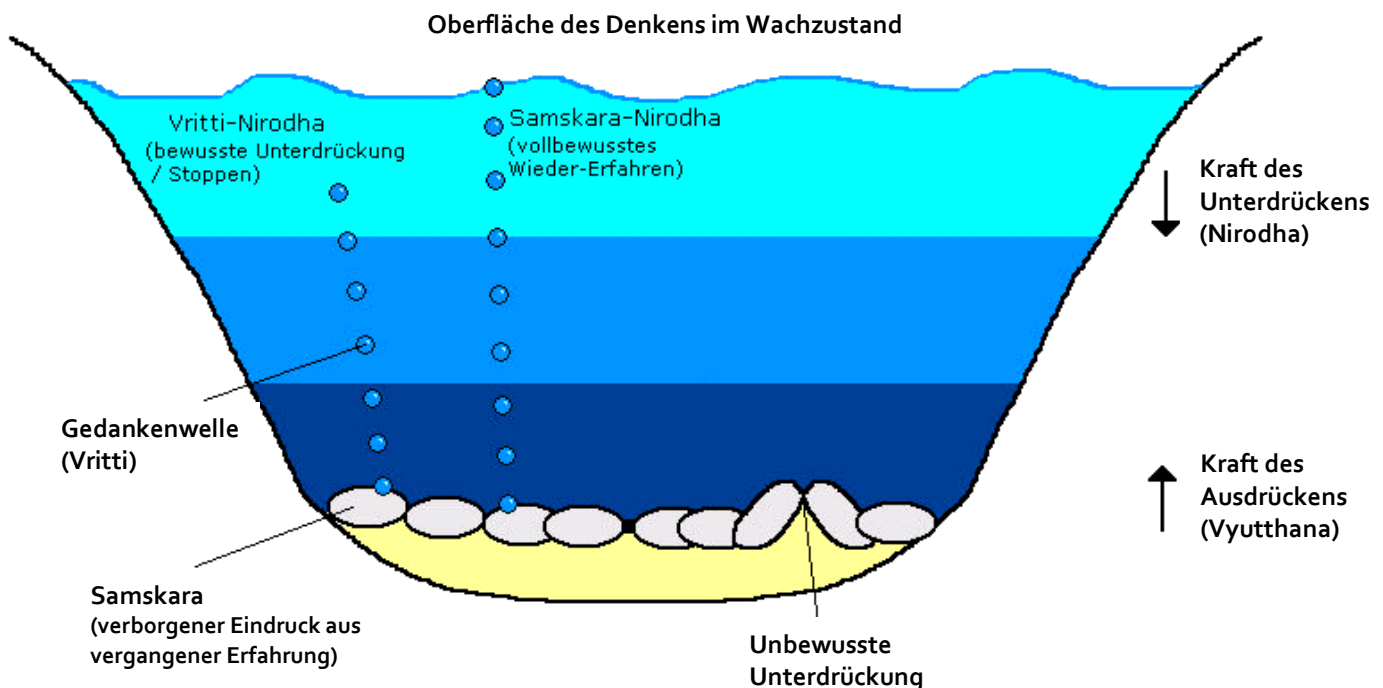 Oberfläche des Denkens im Wachzustand
Vritti-Nirodha
(bewusste Unterdrückung
/ Stoppen)
Samskara-Nirodha
(vollbewusstes
Wieder-Erfahren)
Kraft des
Unterdrückens
(Nirodha)
Gedankenwelle
(Vritti)
Kraft des
Ausdrückens
(Vyutthana)
Samskara
(verborgener Eindruck aus
vergangener Erfahrung)
Unbewusste
Unterdrückung